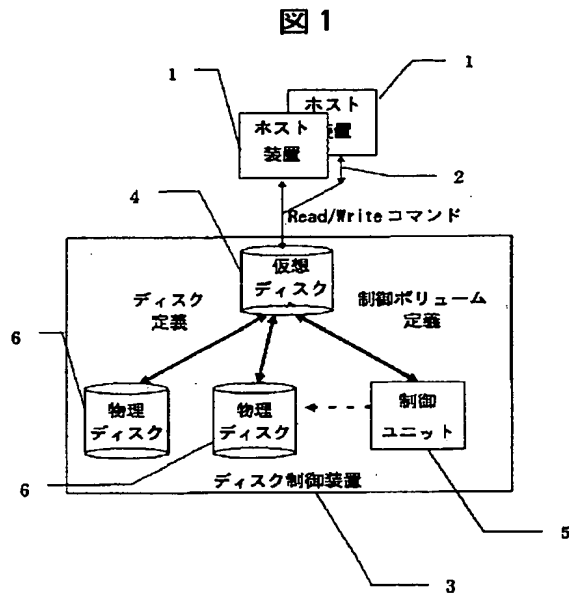 図1
1
1
ホスト
装置
ホスト
装置
2
4
Read/Writeコマンド
仮想
ディスク
ディスク
定義
制御ボリューム
定義
6
物理
ディスク
物理
ディスク
制御
ユニット
6
ディスク制御装置
5
3